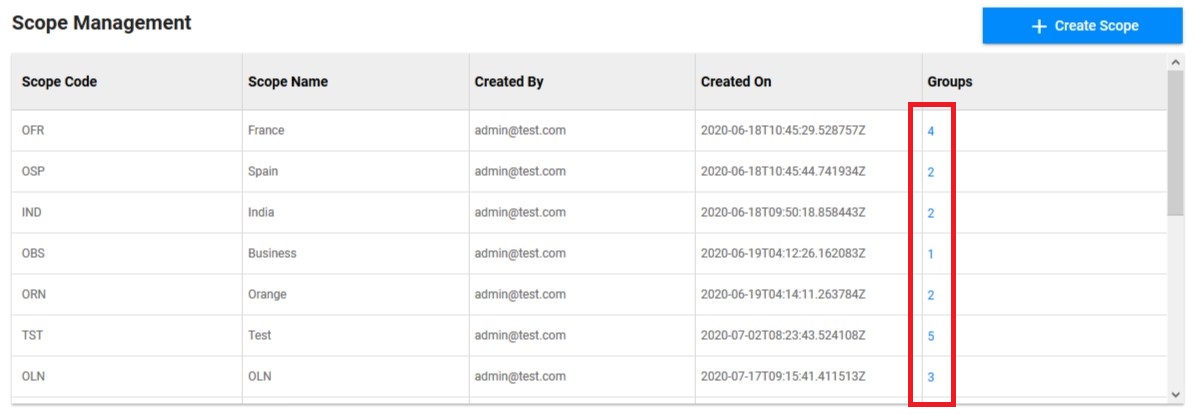 Scope Management
+ Create Scope
Scope Code Scope Name Created By Created On Groups
OFR France admin@test.com 2020-06-18T10:45:29.528757Z 4
OSP Spain admin@test.com 2020-06-18T10:45:44.741934Z 2
IND India admin@test.com 2020-06-18T09:50:18.858443Z 2
OBS Business admin@test.com 2020-06-19T04:12:26.162083Z 1
ORN Orange admin@test.com 2020-06-19T04:14:11.263784Z 2
TST Test admin@test.com 2020-07-02T08:23:43.524108Z 5
OLN OLN admin@test.com 2020-07-17T09:15:41.411513Z 3